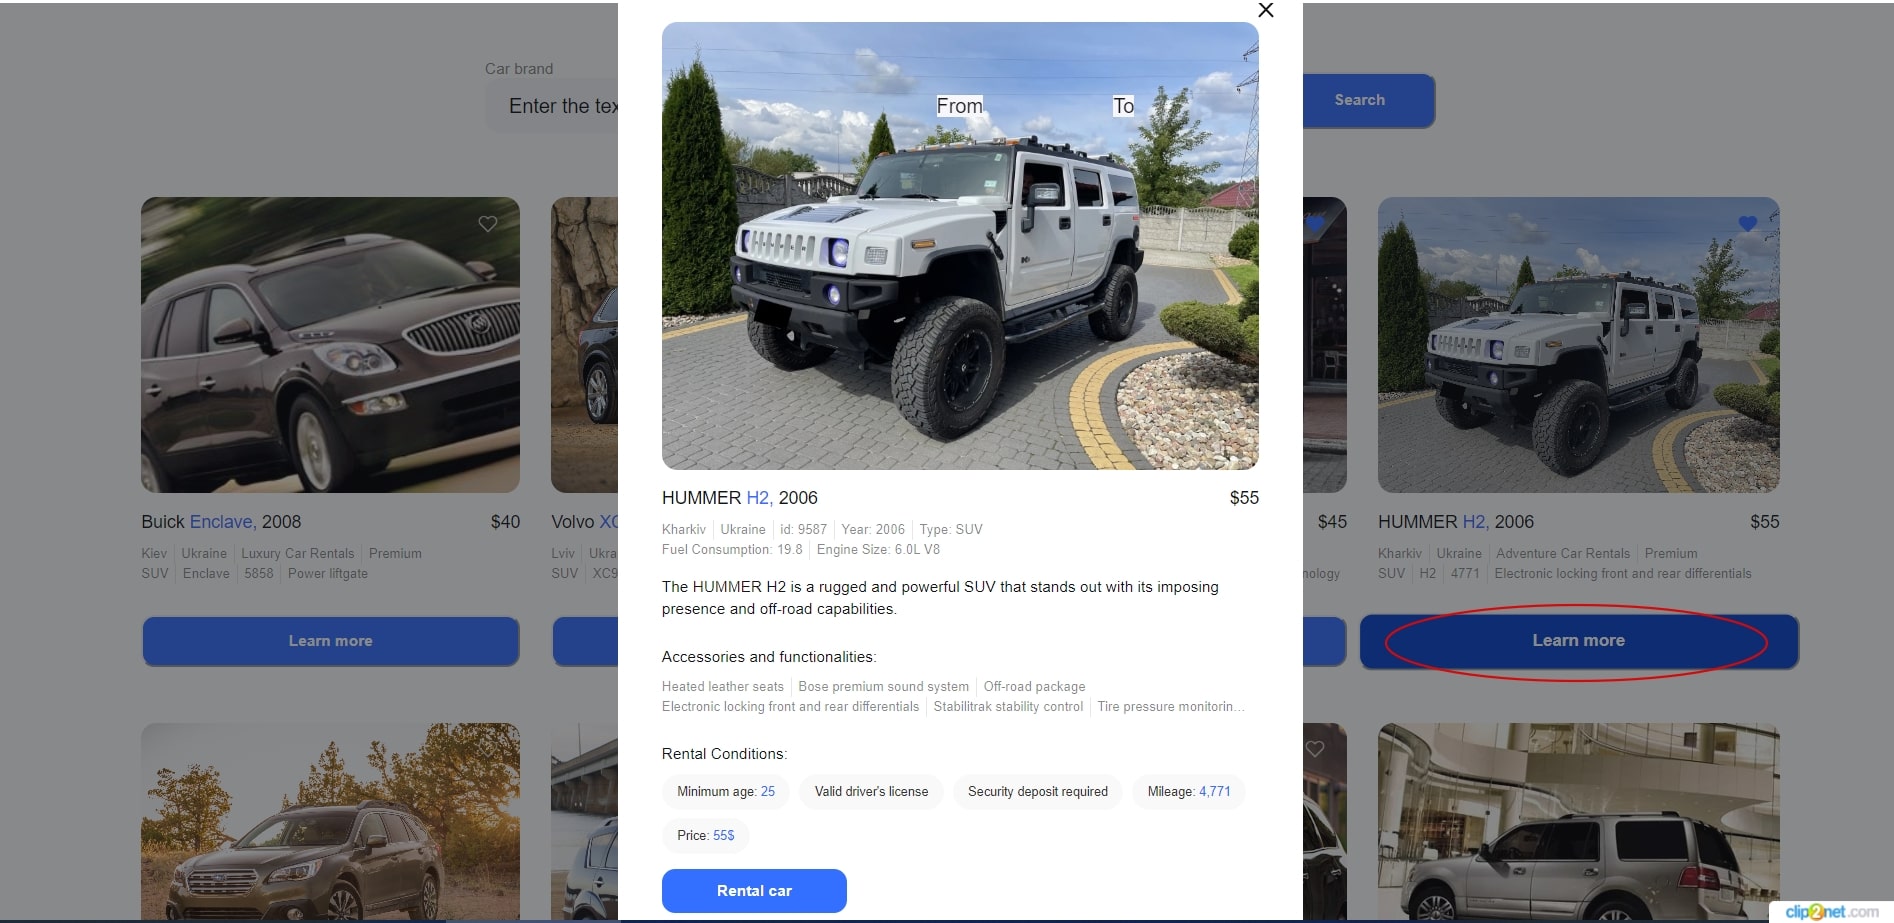 Car brand
Enter the tex
From
To
Search
Buick Enclave, 2008
$40
Kiev
Ukraine
Luxury Car Rentals
Premium
SUV
Enclave
5858
Power liftgate
Learn more
Volvo XC
Lviv
Ukra
SUV
XC9
HUMMER H2, 2006
$55
Kharkiv
Ukraine
id: 9587
Year: 2006
Type: SUV
Fuel Consumption: 19.8
Engine Size: 6.0L V8
The HUMMER H2 is a rugged and powerful SUV that stands out with its imposing
presence and off-road capabilities.
Accessories and functionalities:
Heated leather seats
Bose premium sound system
Off-road package
Electronic locking front and rear differentials
Stabilitrak stability control
Tire pressure monitorin…
Rental Conditions:
Minimum age: 25
Valid driver's license
Security deposit required
Mileage: 4,771
Price: 55$
Rental car
$45
nology
HUMMER H2, 2006
$55
Kharkiv
Ukraine
Adventure Car Rentals
Premium
SUV
H2
4771
Electronic locking front and rear differentials
Learn more
clip2net.com